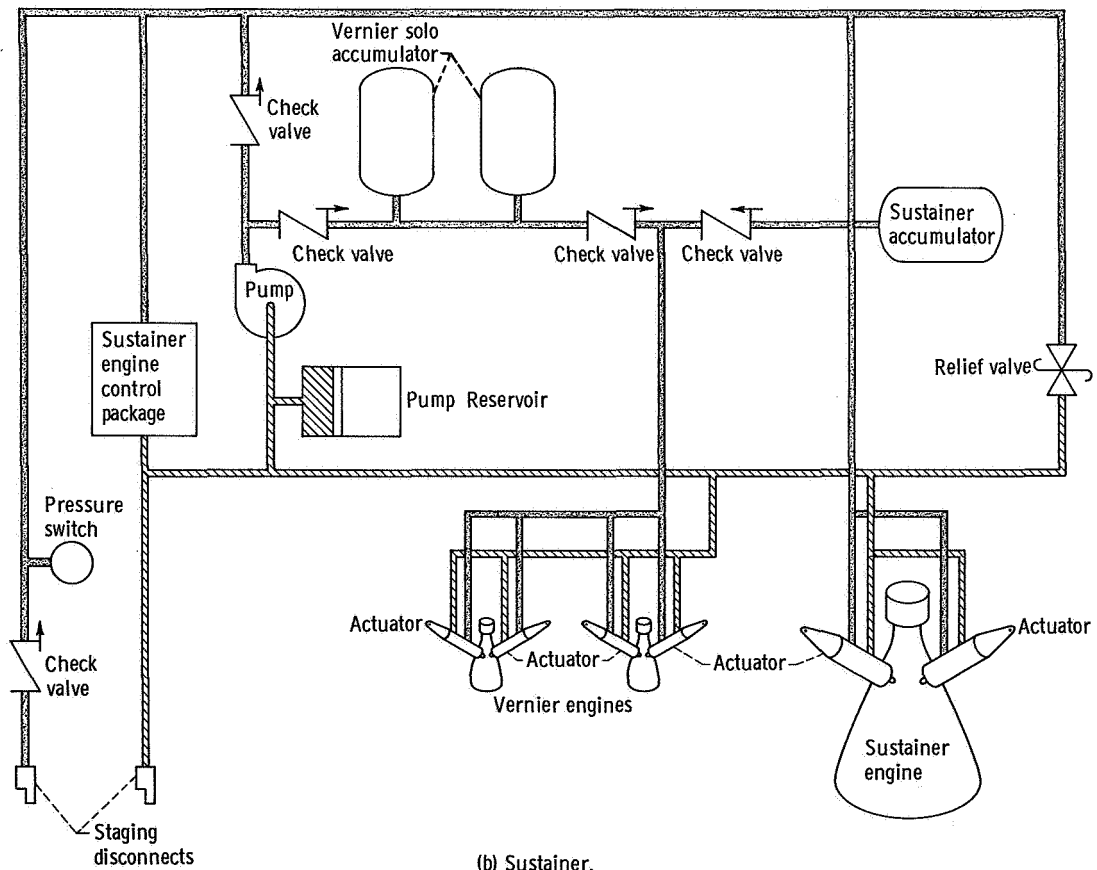 Vernier solo
accumulator
Check
valve
Check valve
Check valve
Check valve
Sustainer
accumulator
Pump
Sustainer
engine
control
package
Pump Reservoir
Relief valve
Pressure
switch
Actuator
Actuator
Actuator
Actuator
Check
valve
Vernier engines
Sustainer
engine
Staging
disconnects
(b) Sustainer.